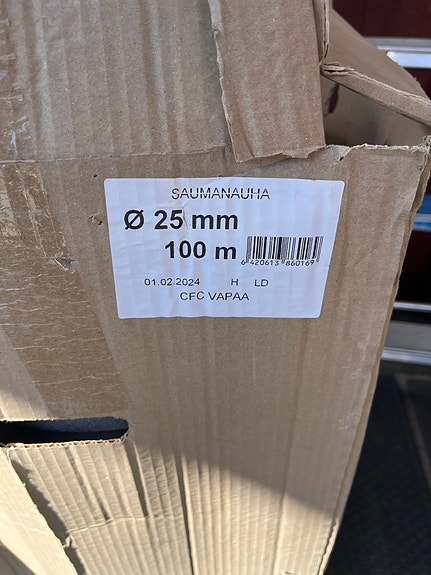 SAUMANAUHA
Ø 25 mm
100 m
6 420613 860169
01.02.2024 H LD
CFC VAPAA